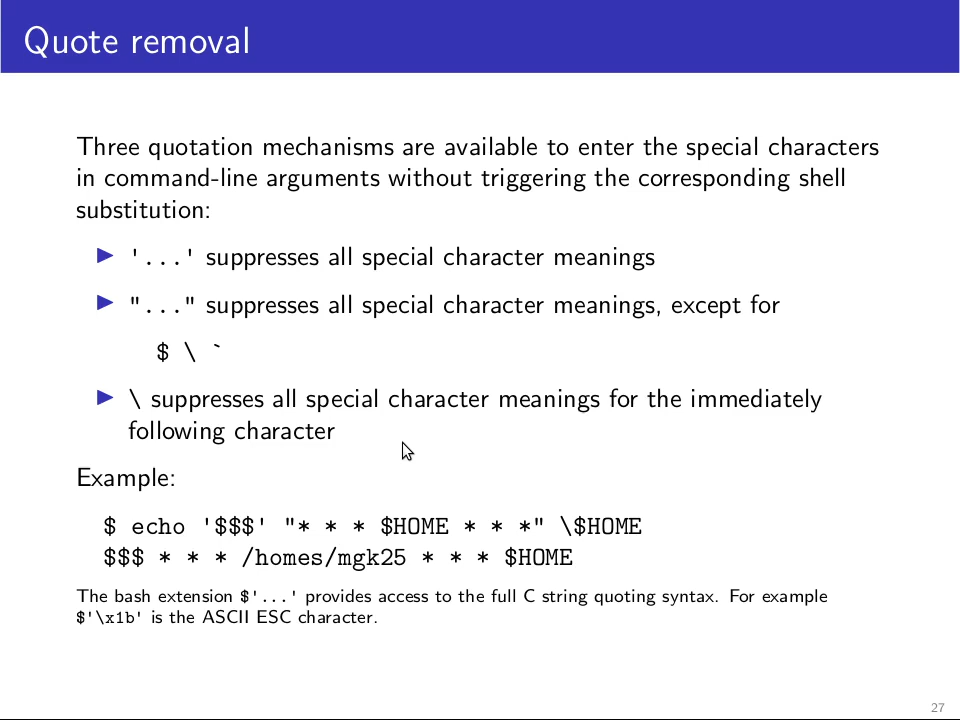 Quote removal
Three quotation mechanisms are available to enter the special characters
in command-line arguments without triggering the corresponding shell
substitution:
▶ '...' suppresses all special character meanings
▶ "..." suppresses all special character meanings, except for
$ \ `
▶ \ suppresses all special character meanings for the immediately
following character
Example:
$ echo '$$$' "* * * $HOME * * *" \$HOME
$$$ * * * /homes/mgk25 * * * $HOME
The bash extension $'...' provides access to the full C string quoting syntax. For example
$'\x1b' is the ASCII ESC character.
27